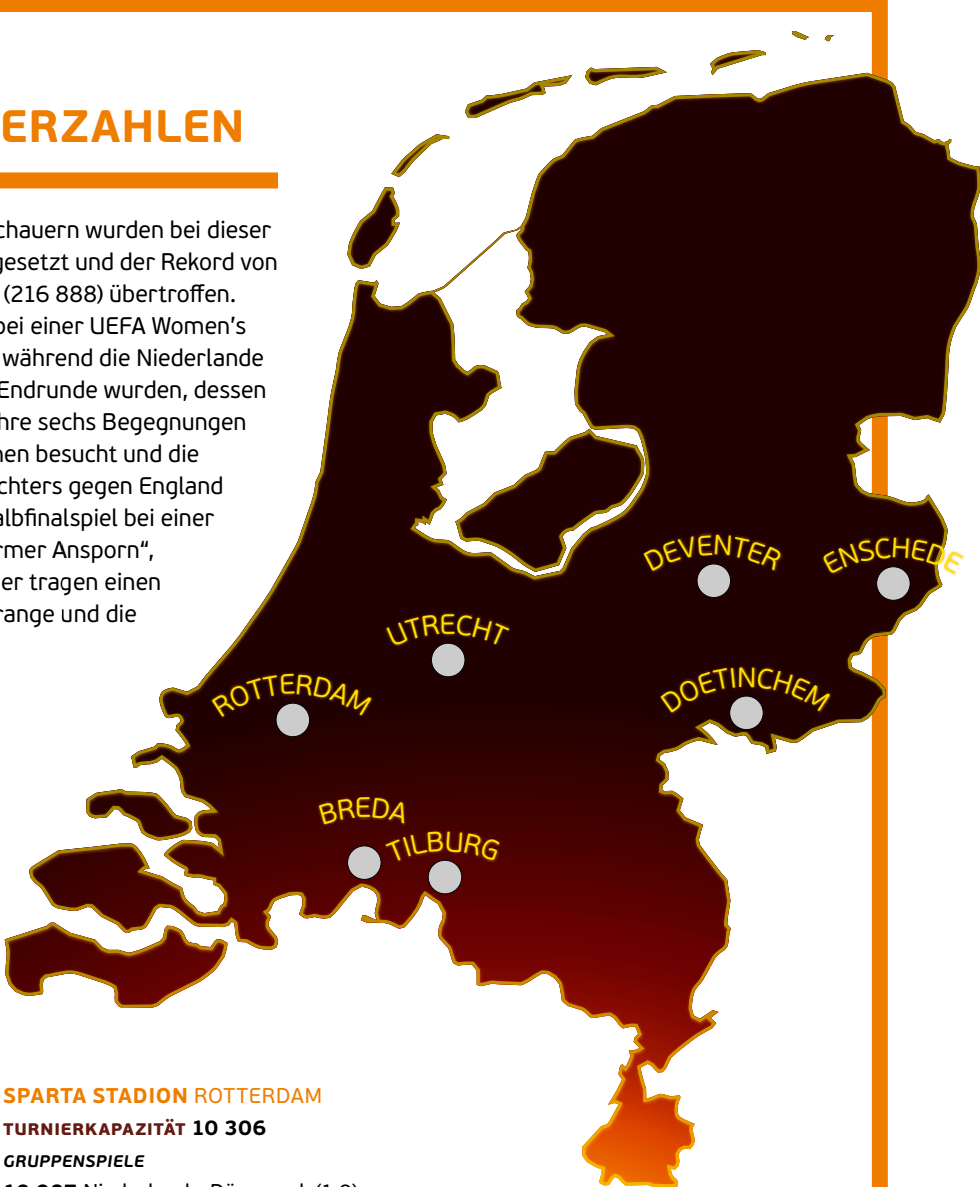 ERZAHLEN
chauern wurden bei dieser
gesetzt und der Rekord von
(216 888) übertroffen.
bei einer UEFA Women's
während die Niederlande
Endrunde wurden, dessen
hre sechs Begegnungen
nen besucht und die
chters gegen England
albfinalspiel bei einer
rmer Ansporn“,
er tragen einen
range und die
DEVENTER
ENSCHEDE
UTRECHT
ROTTERDAM
DOETINCHEM
BREDA
TILBURG
SPARTA STADION ROTTERDAM
TURNIERKAPAZITÄT 10 306
GRUPPENSPIELE